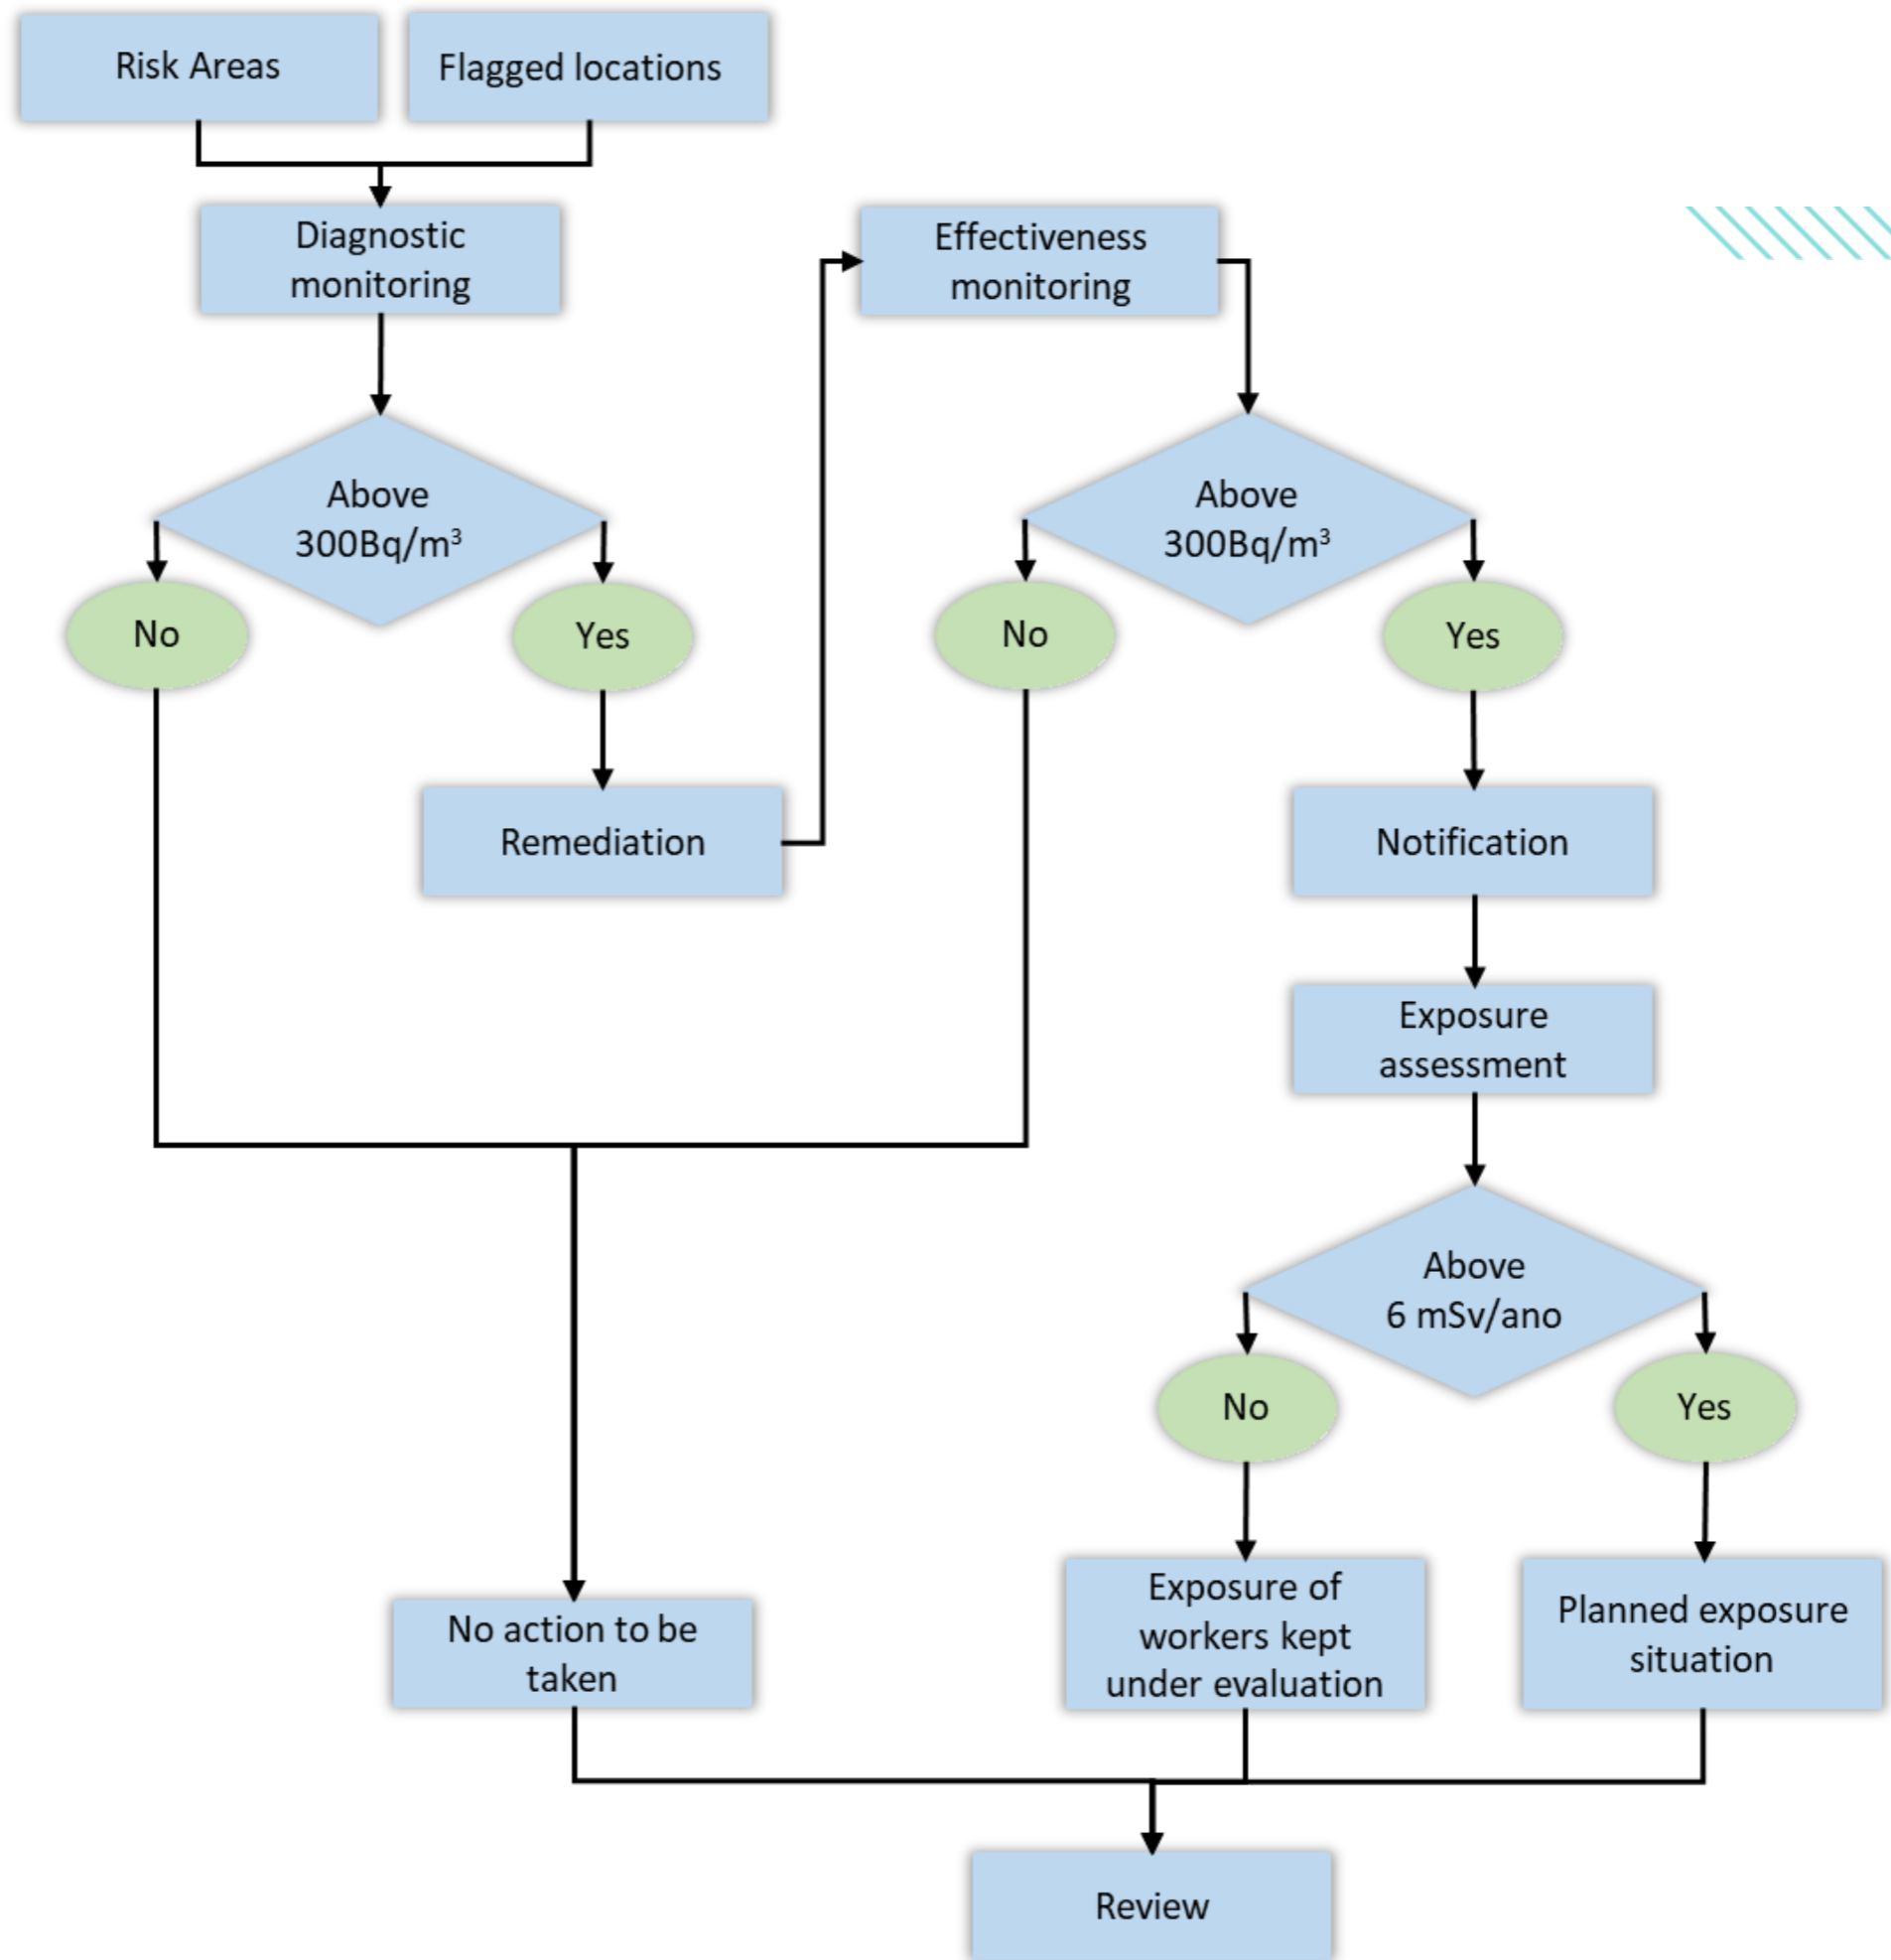 Risk Areas
Flagged locations
Diagnostic
monitoring
Effectiveness
monitoring
Above
300Bq/m³
Above
300Bq/m³
No
Yes
No
Yes
Remediation
Notification
Exposure
assessment
Above
6 mSv/ano
No
Yes
No action to be
taken
Exposure of
workers kept
under evaluation
Planned exposure
situation
Review